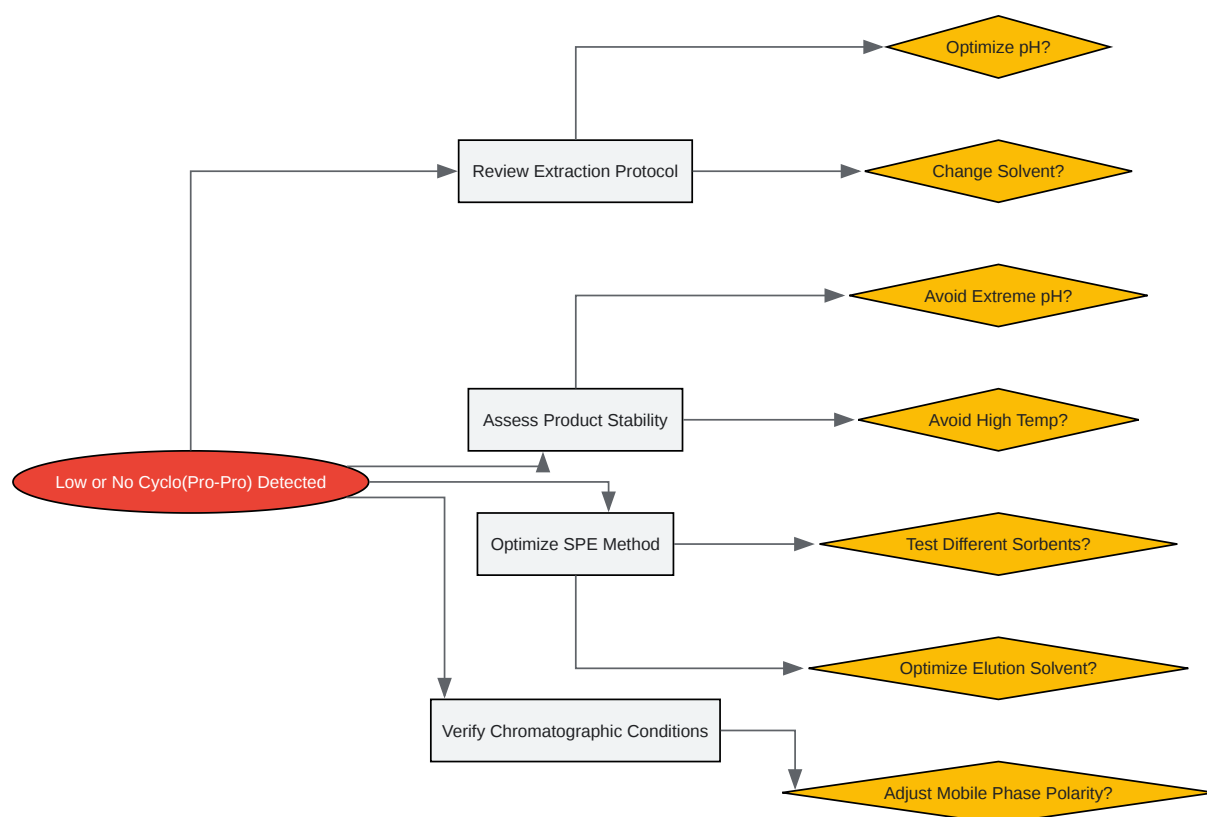 Optimize pH?
Review Extraction Protocol
Change Solvent?
Avoid Extreme pH?
Assess Product Stability
Avoid High Temp?
Low or No Cyclo(Pro-Pro) Detected
Optimize SPE Method
Test Different Sorbents?
Optimize Elution Solvent?
Verify Chromatographic Conditions
Adjust Mobile Phase Polarity?